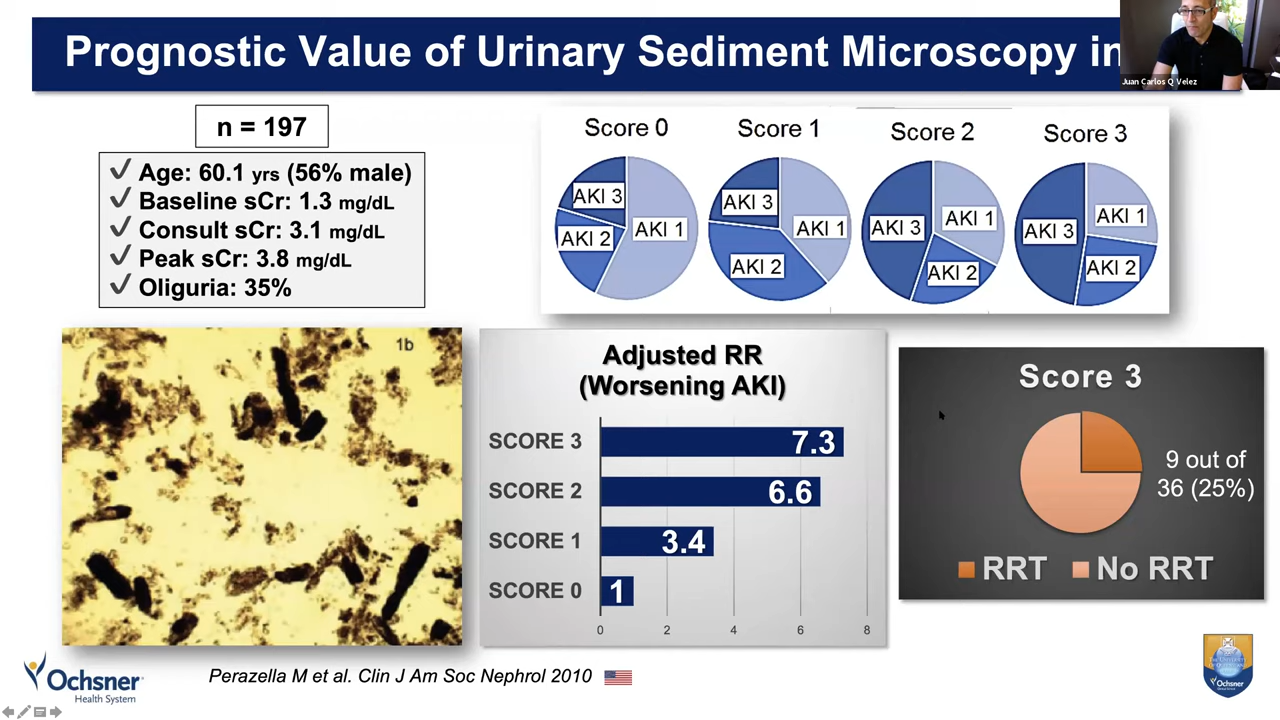 Prognostic Value of Urinary Sediment Microscopy in
Juan Carlos Q Velez
n = 197
✓ Age: 60.1 yrs (56% male)
✓ Baseline sCr: 1.3 mg/dL
✓ Consult sCr: 3.1 mg/dL
✓ Peak sCr: 3.8 mg/dL
✓ Oliguria: 35%
Score 0
AKI 3
AKI 2
AKI 1
Score 1
AKI 3
AKI 1
AKI 2
Score 2
AKI 3
AKI 1
AKI 2
Score 3
AKI 3
AKI 1
AKI 2
1b
Adjusted RR
(Worsening AKI)
SCORE 3 7.3
SCORE 2 6.6
SCORE 1 3.4
SCORE 0 1
0 2 4 6 8
Score 3
9 out of
36 (25%)
RRT No RRT
Ochsner
Health System
Perazella M et al. Clin J Am Soc Nephrol 2010
Ochsner